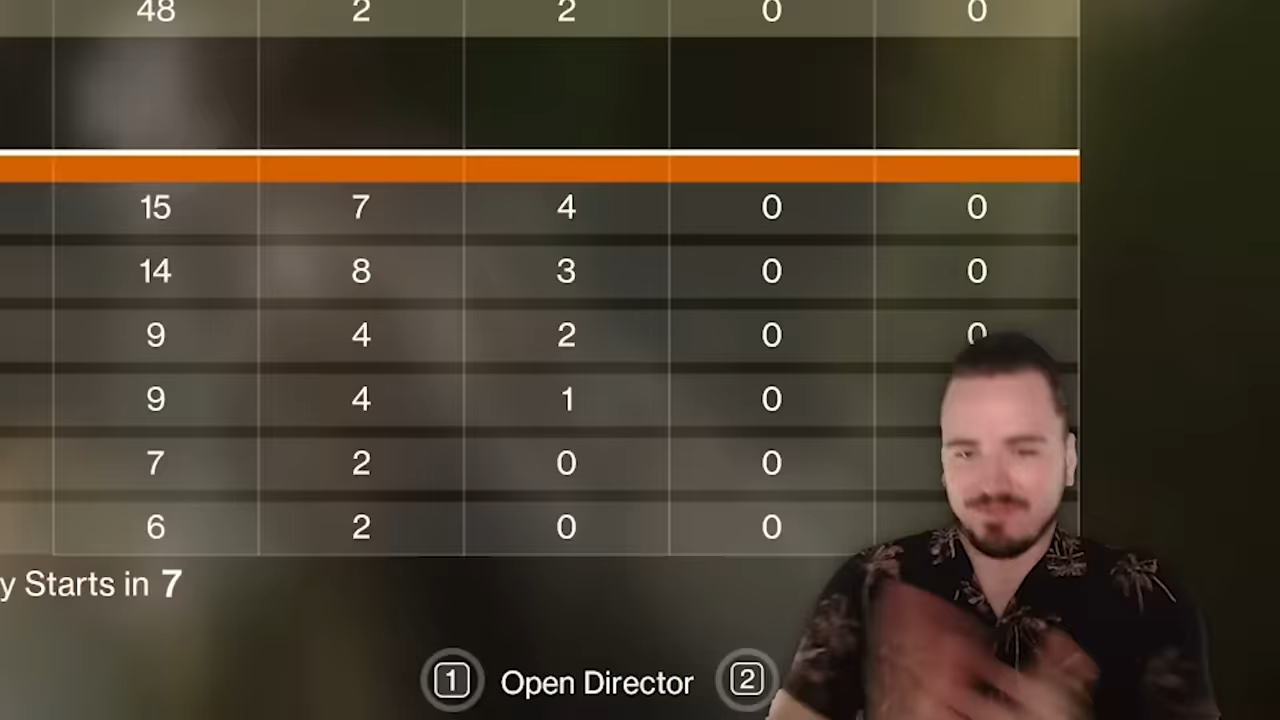 48 2 2 0 0
15 7 4 0 0
14 8 3 0 0
9 4 2 0 0
9 4 1 0
7 2 0 0
6 2 0 0
y Starts in 7
1 Open Director 2